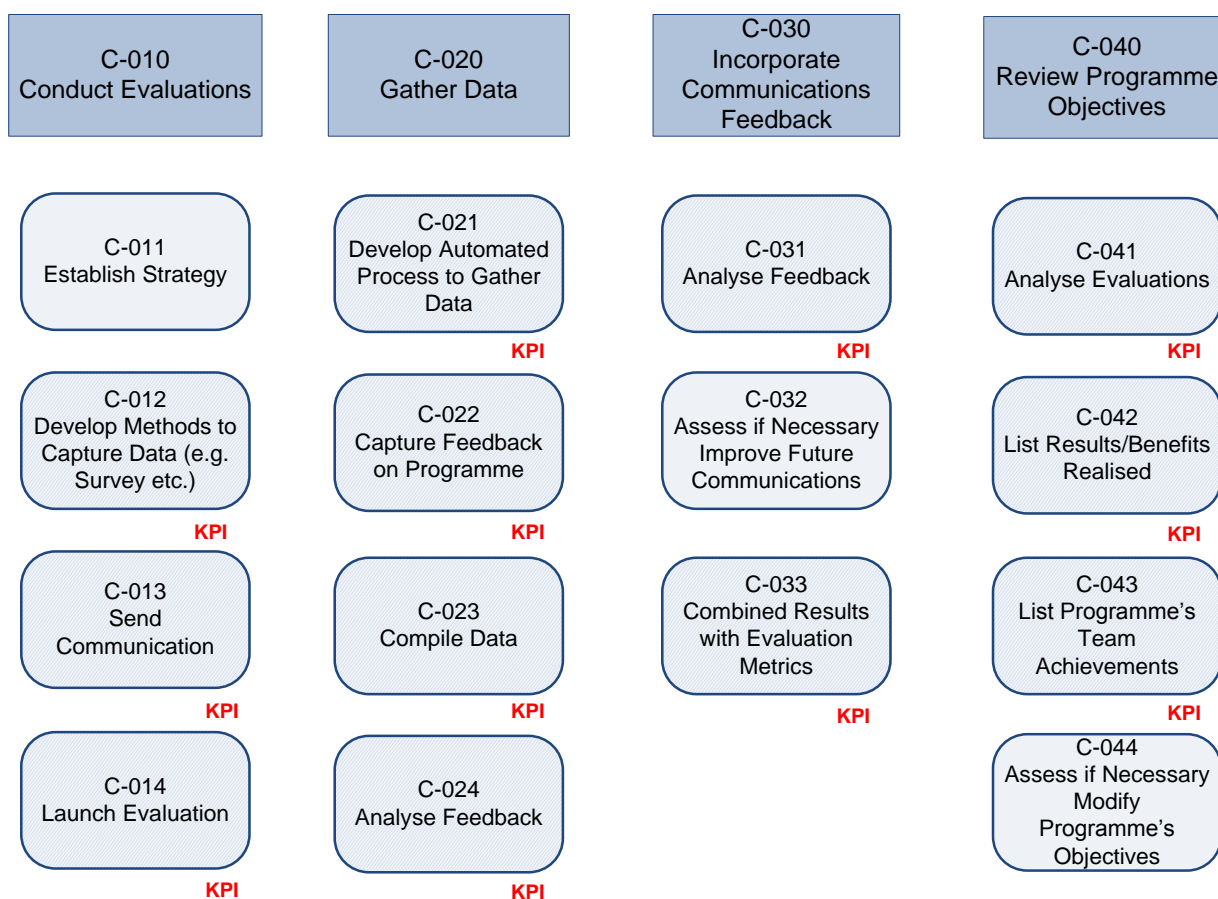 C-010
Conduct Evaluations
C-020
Gather Data
C-030
Incorporate
Communications
Feedback
C-040
Review Programme
Objectives
C-011
Establish Strategy
C-021
Develop Automated
Process to Gather
Data
KPI
C-031
Analyse Feedback
KPI
C-041
Analyse Evaluations
KPI
C-012
Develop Methods to
Capture Data (e.g.
Survey etc.)
KPI
C-022
Capture Feedback
on Programme
KPI
C-032
Assess if Necessary
Improve Future
Communications
C-042
List Results/Benefits
Realised
KPI
C-013
Send
Communication
KPI
C-023
Compile Data
KPI
C-033
Combined Results
with Evaluation
Metrics
KPI
C-043
List Programme’s
Team
Achievements
KPI
C-014
Launch Evaluation
KPI
C-024
Analyse Feedback
KPI
C-044
Assess if Necessary
Modify
Programme’s
Objectives